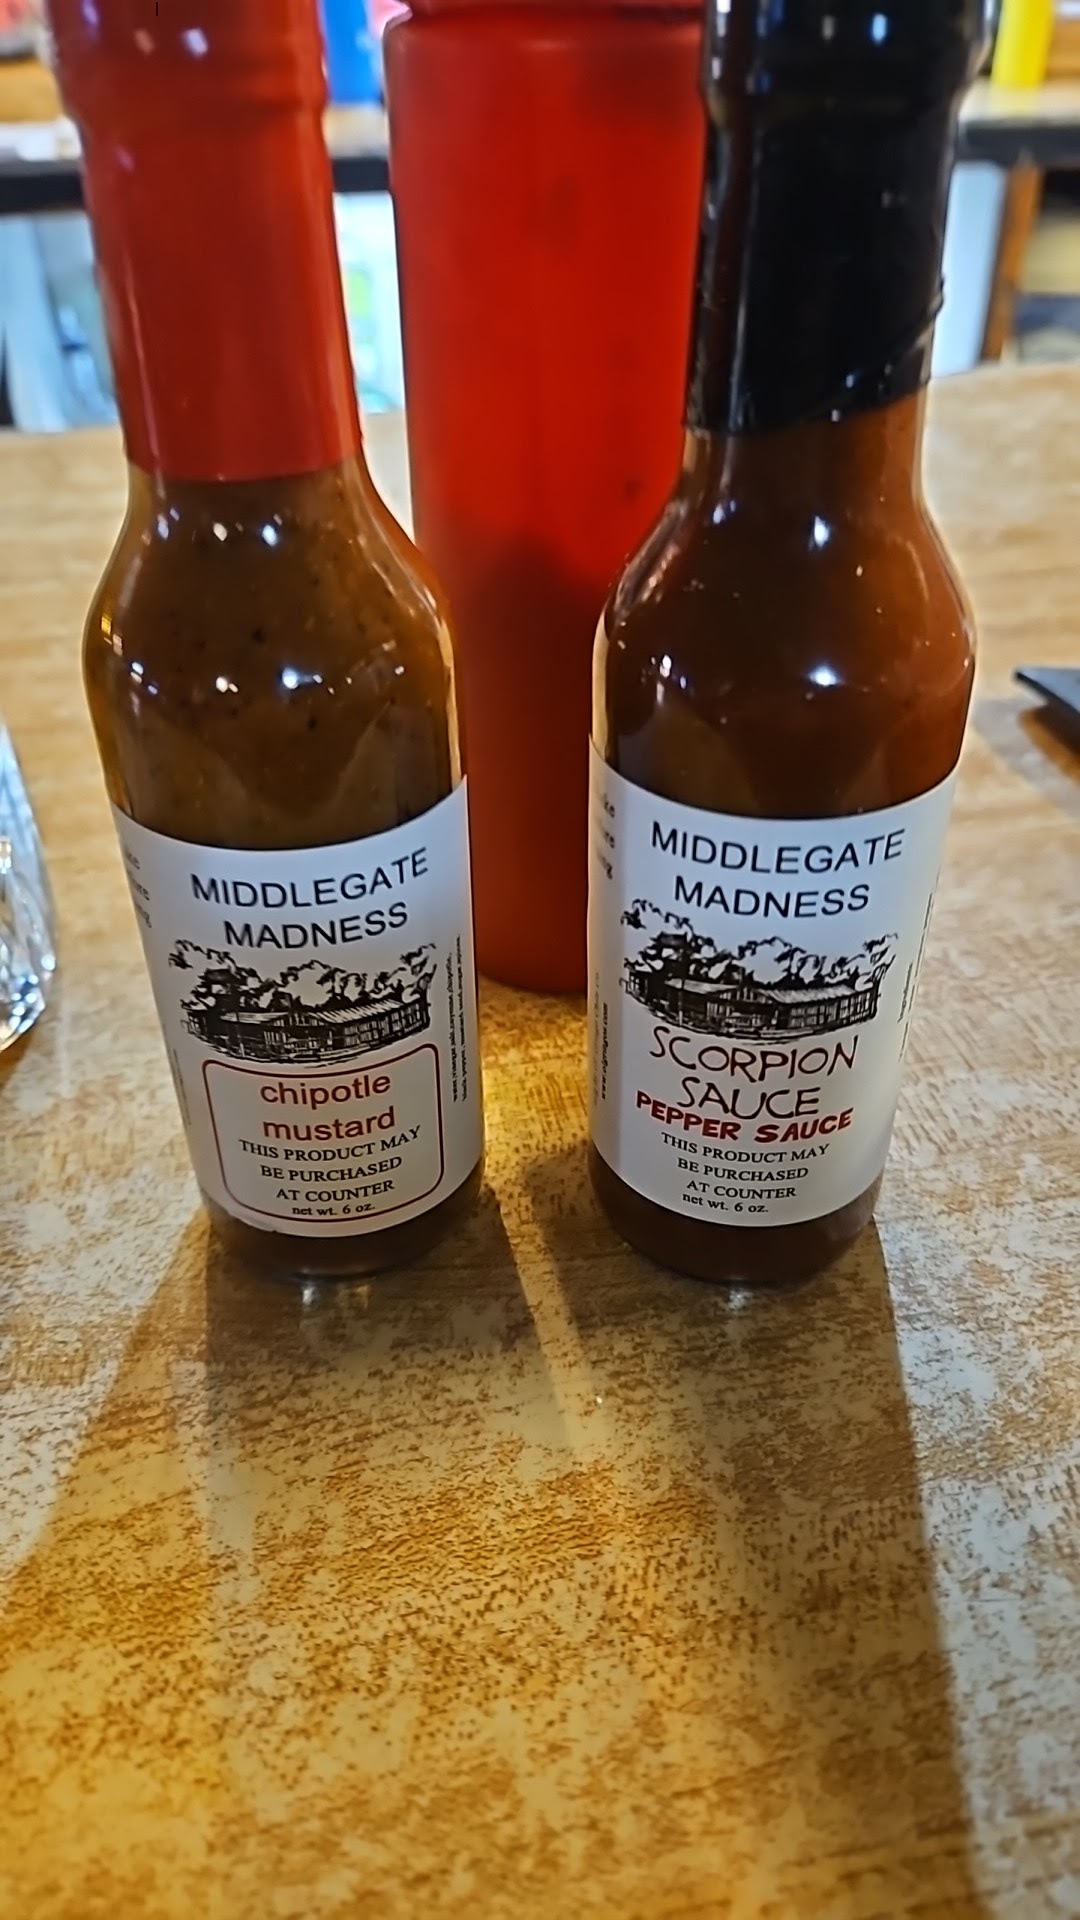 MIDDLEGATE
MADNESS
chipotle
mustard
THIS PRODUCT MAY
BE PURCHASED
AT COUNTER
net wt. 6 oz.
MIDDLEGATE
MADNESS
SCORPION
SAUCE
PEPPER SAUCE
THIS PRODUCT MAY
BE PURCHASED
AT COUNTER
net wt. 6 oz.